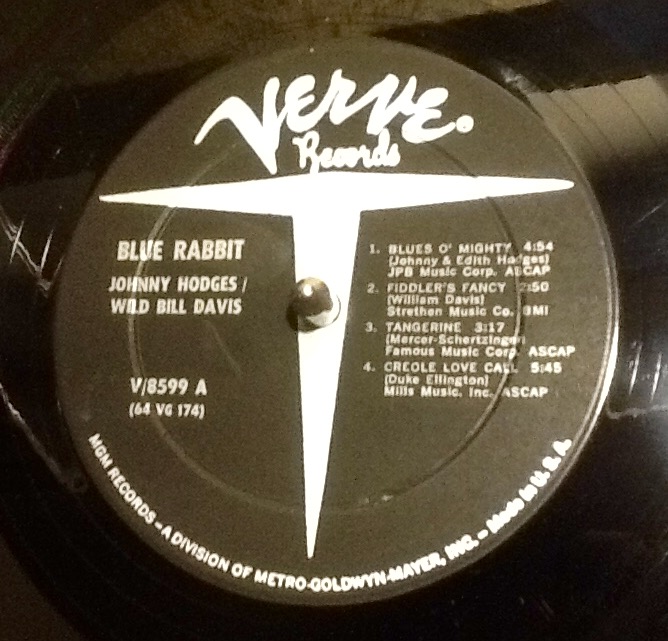 Verve
Records
BLUE RABBIT
JOHNNY HODGES /
WILD BILL DAVIS
V/8599 A
(64 VG 174)
1. BLUES O' MIGHTY 4:54
(Johnny & Edith Hodges)
JPB Music Corp. ASCAP
2. FIDDLER'S FANCY 2:50
(William Davis)
Strethen Music Co. BMI
3. TANGERINE 3:17
(Mercer-Schertzinger)
Famous Music Corp. ASCAP
4. CREOLE LOVE CALL 5:45
(Duke Ellington)
Mills Music, Inc. ASCAP
MGM RECORDS – A DIVISION OF METRO-GOLDWYN-MAYER, INC. – Made in U. S. A.